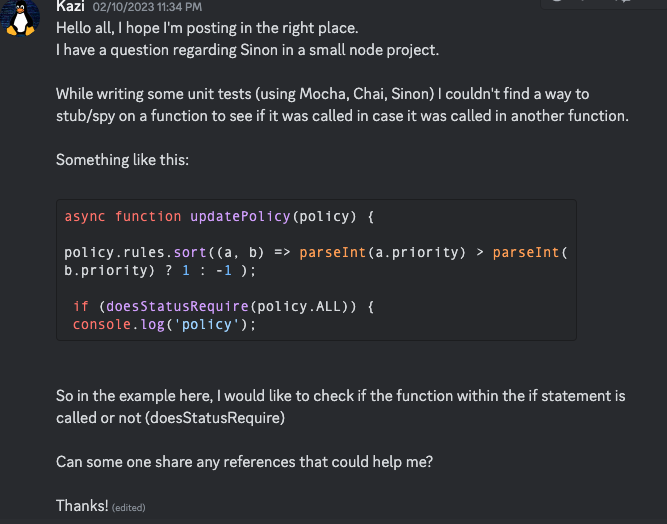 Kazi 02/10/2023 11:34 PM
Hello all, I hope I'm posting in the right place.
I have a question regarding Sinon in a small node project.
While writing some unit tests (using Mocha, Chai, Sinon) I couldn't find a way to
stub/spy on a function to see if it was called in case it was called in another function.
Something like this:
async function updatePolicy(policy) {
policy.rules.sort((a, b) => parseInt(a.priority) > parseInt(
b.priority) ? 1 : -1 );
if (doesStatusRequire(policy.ALL)) {
console.log('policy');
So in the example here, I would like to check if the function within the if statement is
called or not (doesStatusRequire)
Can some one share any references that could help me?
Thanks! (edited)